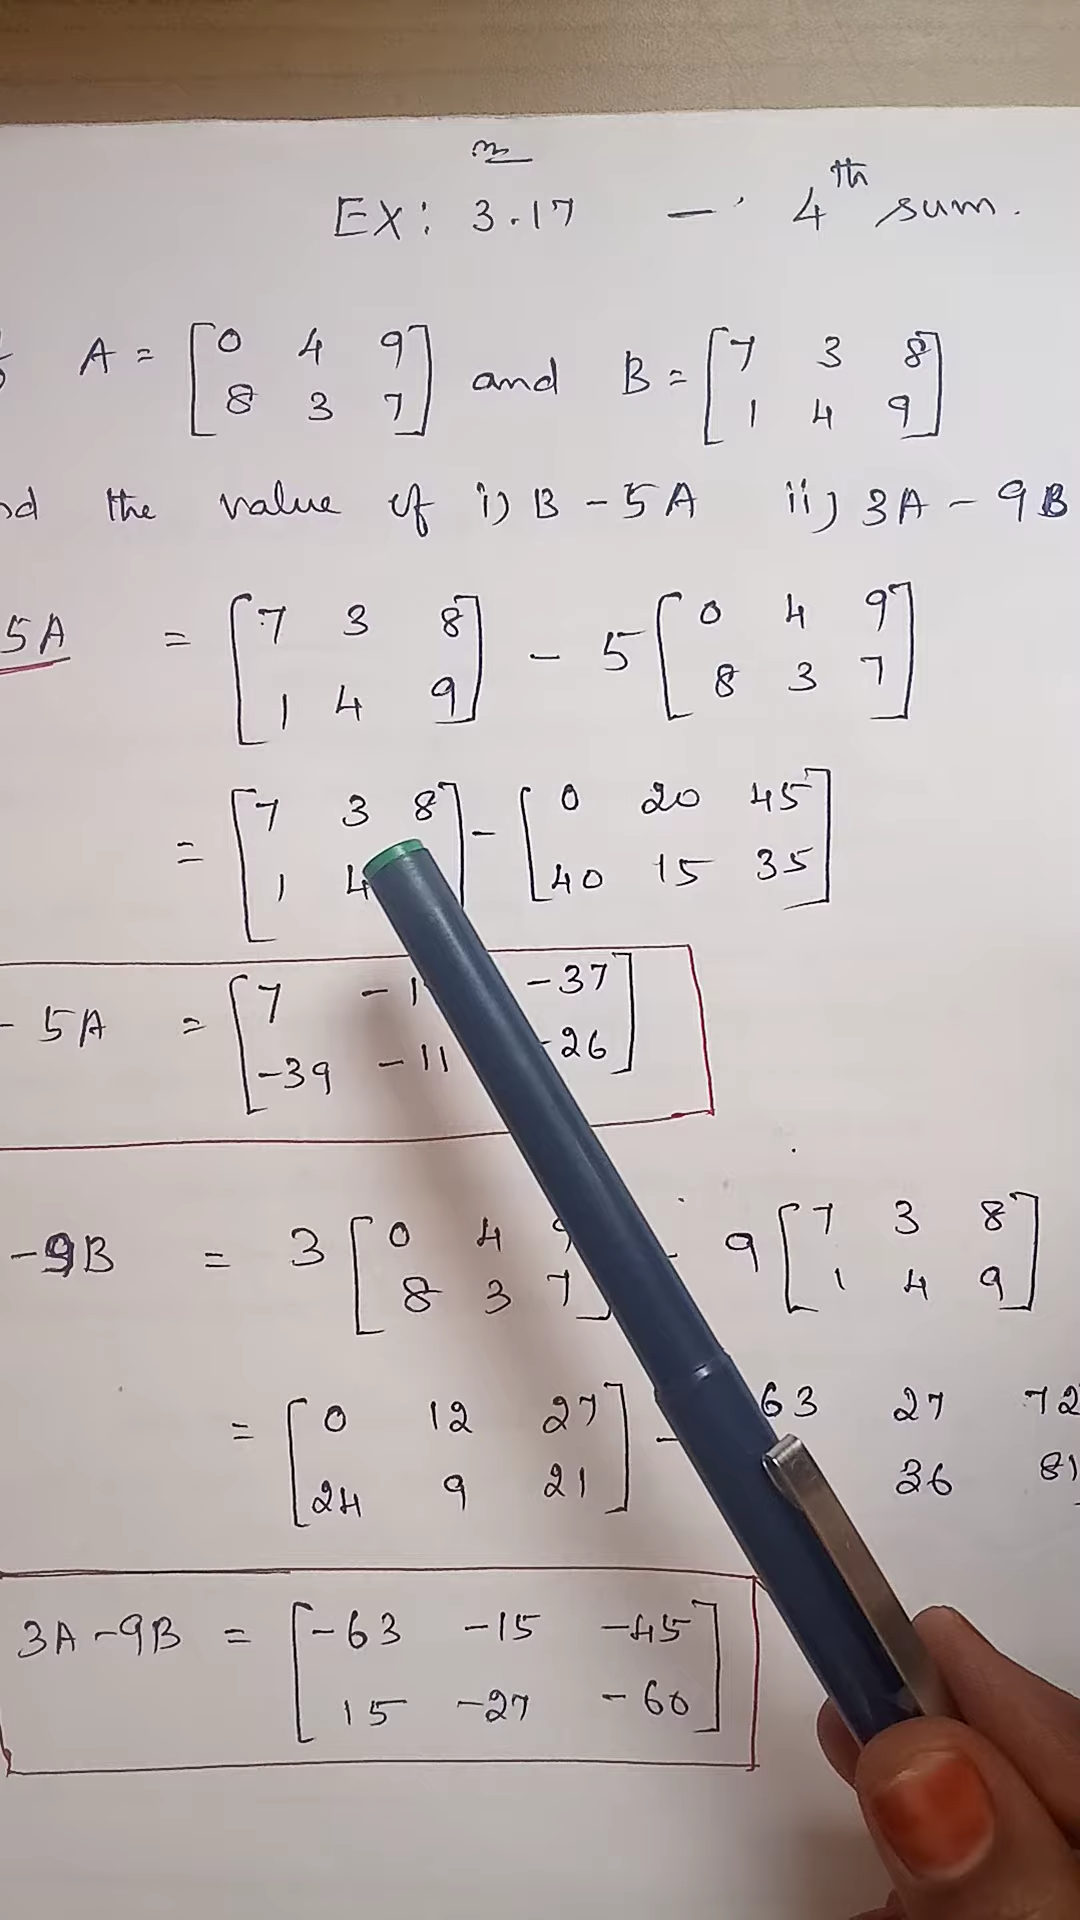 m
EX: 3.17 - 4th sum.
A = [0 4 9 and B = [7 3 8
8 3 7] 1 4 9]
the value of i) B - 5A ii) 3A - 9B
5A = [7 3 8 - 5 [0 4 9
1 4 9] 8 3 7]
= [7 3 8 - [0 20 45
1 4 ] 40 15 35]
- 5A = [7 -37
-39 -11 -26]
-9B = 3 [0 4 9 - 9 [7 3 8
8 3 7] 1 4 9]
= [0 12 27 - 63 27 72
24 9 21] 36 81
3A - 9B = [-63 -15 -45
15 -27 -60]